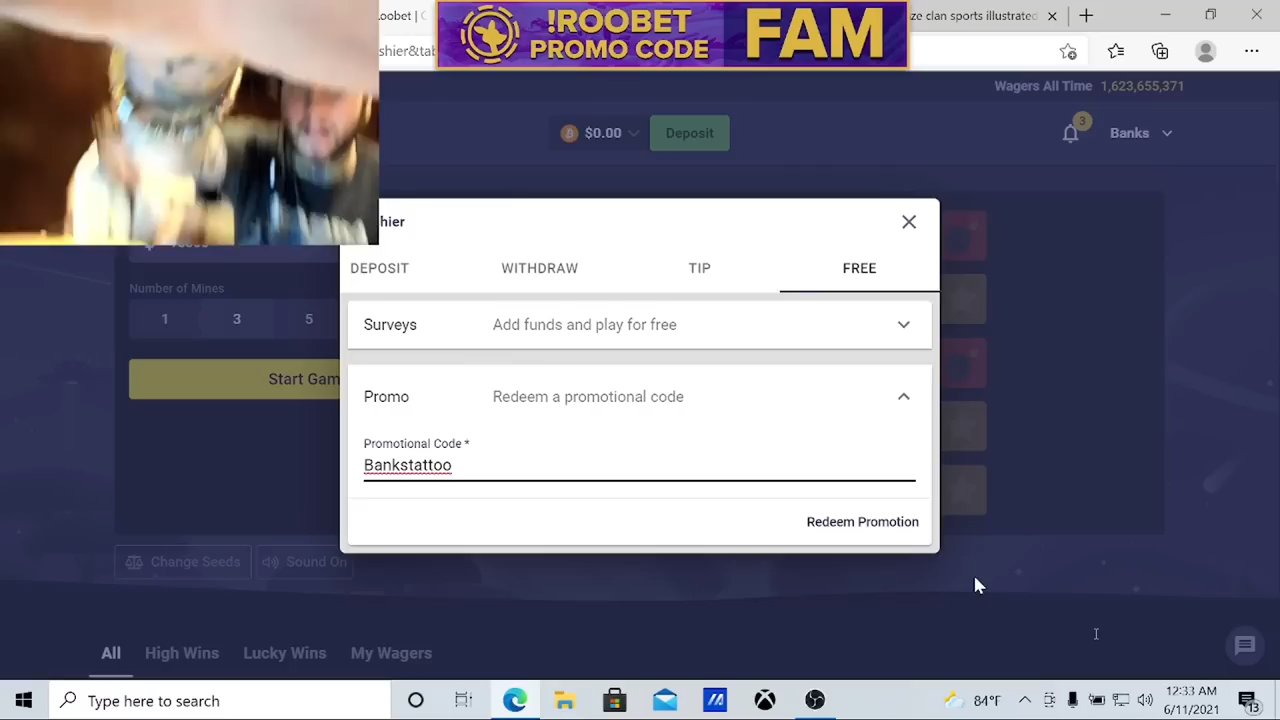 !ROOBET
PROMO CODE
FAM
oobet | C
ze clan sports illustrated
shier&tab
Wagers All Time 1,623,655,371
$0.00
Deposit
3
Banks
hier
DEPOSIT WITHDRAW TIP FREE
Number of Mines
1 3 5
Surveys Add funds and play for free
Start Gam
Promo Redeem a promotional code
Promotional Code *
Bankstattoo
Redeem Promotion
Change Seeds Sound On
All High Wins Lucky Wins My Wagers
Type here to search
84°F
12:33 AM
6/11/2021
13